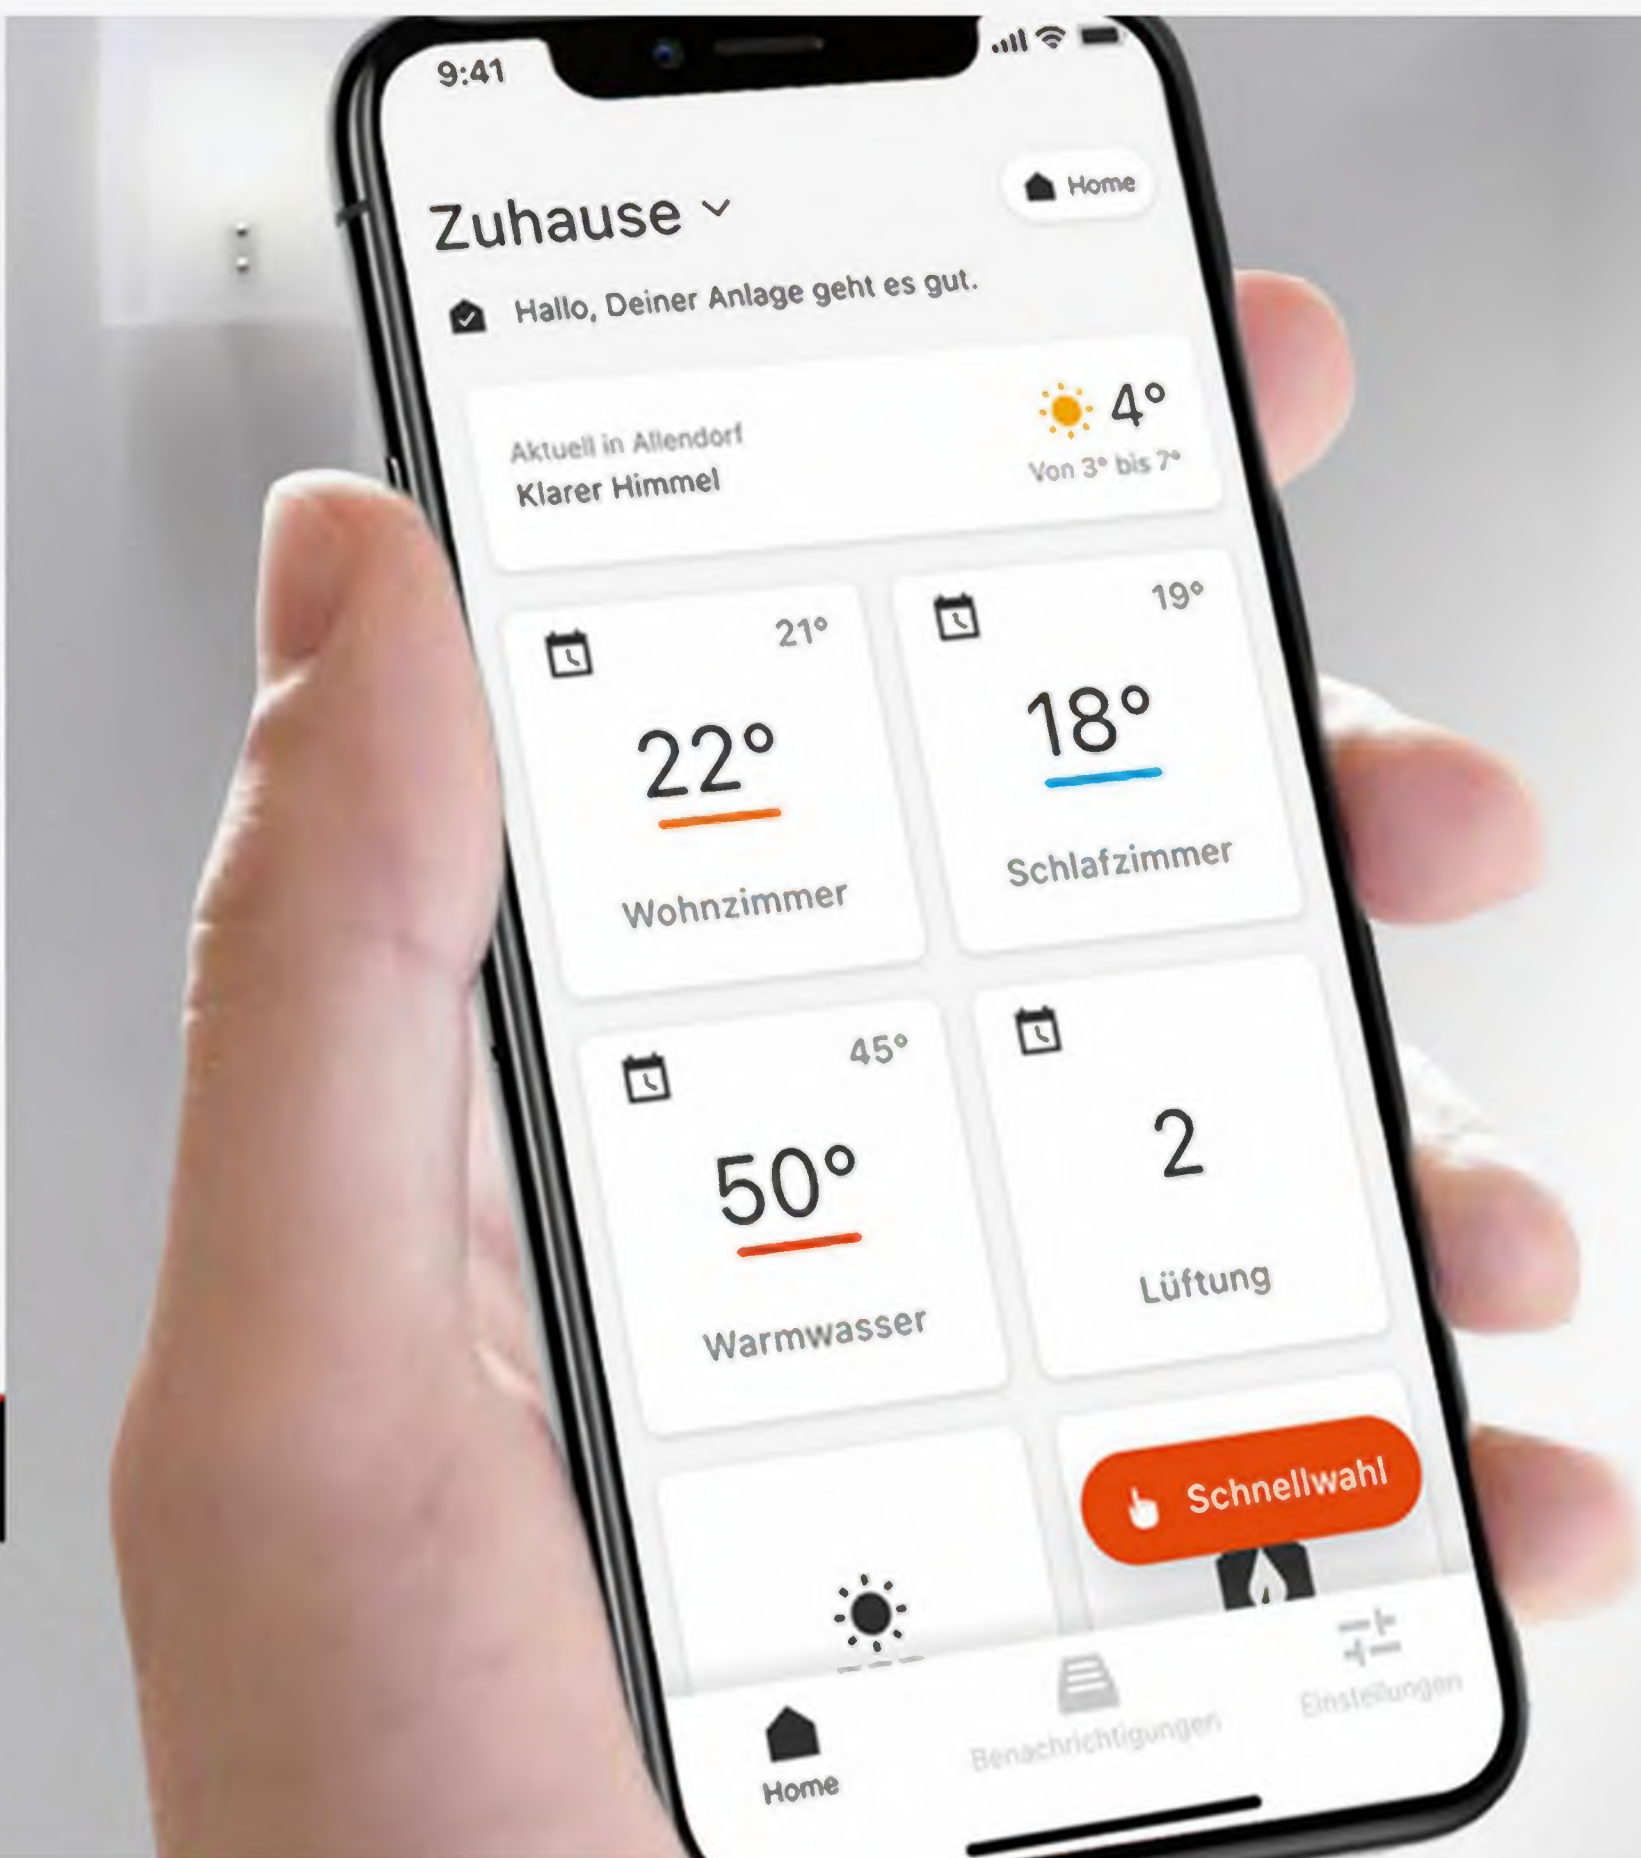 9:41
Zuhause
Home
Hallo, Deiner Anlage geht es gut.
Aktuell in Allendorf
Klarer Himmel
4°
Von 3° bis 7°
21°
22°
Wohnzimmer
19°
18°
Schlafzimmer
45°
50°
Warmwasser
2
Lüftung
Schnellwahl
Home
Benachrichtigungen
Einstellungen